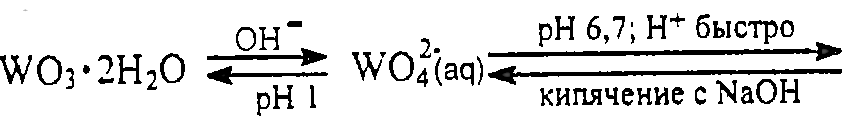 OH⁻ pH 6,7; H⁺ быстро
WO₃·2H₂O ⇌ WO₄²⁻(aq) ⇌
pH 1 кипячение с NaOH